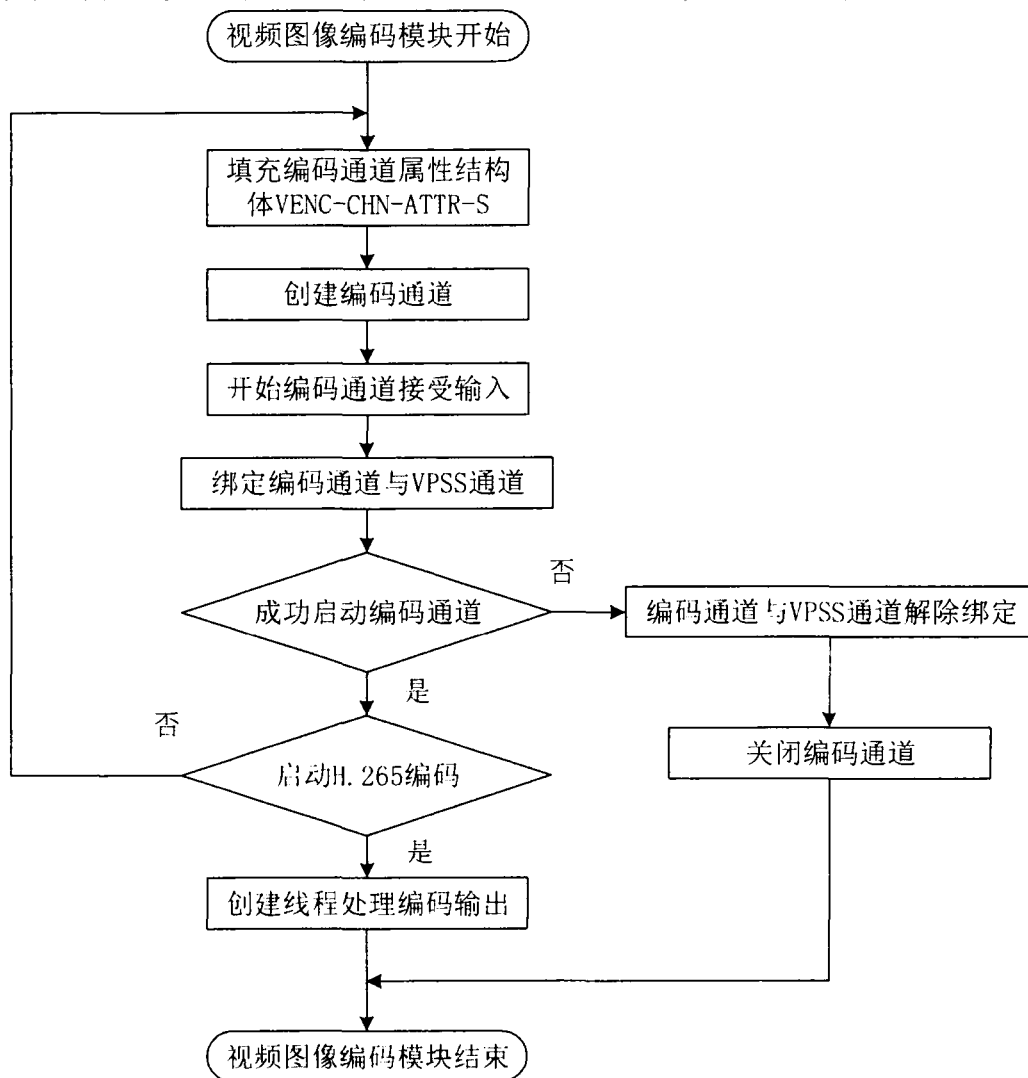 视频图像编码模块开始
填充编码通道属性结构
体VENC-CHN-ATTR-S
创建编码通道
开始编码通道接受输入
绑定编码通道与VPSS通道
成功启动编码通道
否
编码通道与VPSS通道解除绑定
是
否
启动H.265编码
关闭编码通道
是
创建线程处理编码输出
视频图像编码模块结束